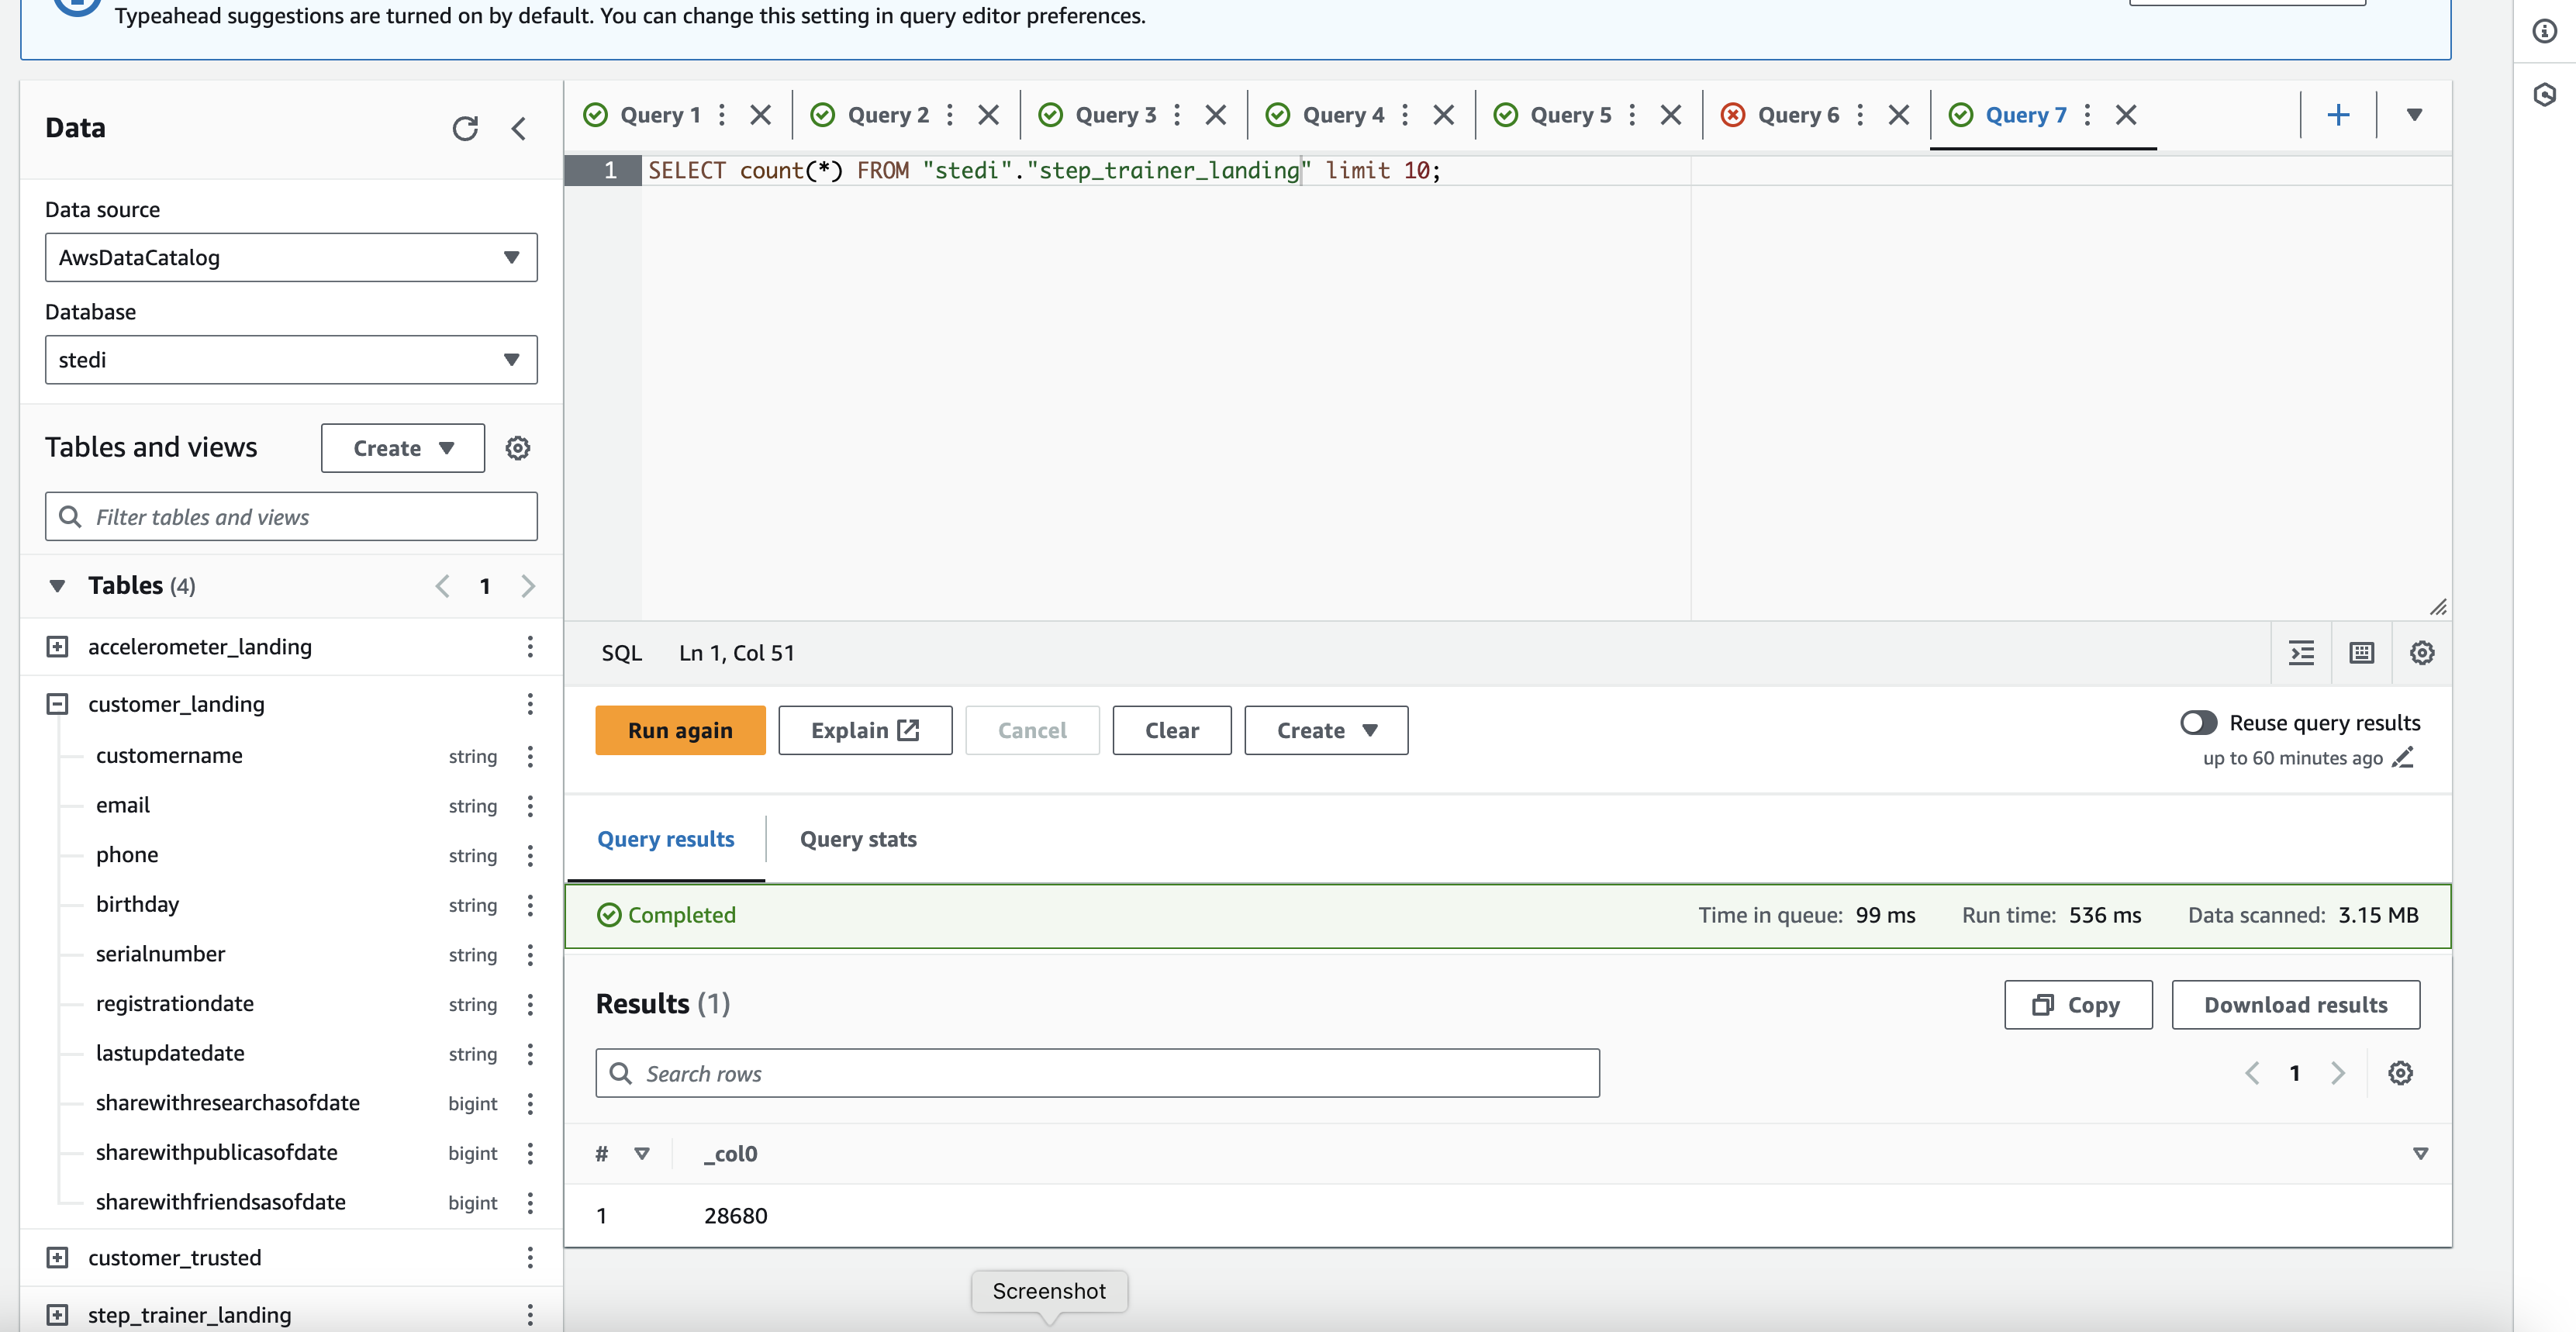 Typeahead suggestions are turned on by default. You can change this setting in query editor preferences.
Data
Data source
AwsDataCatalog
Database
stedi
Tables and views
Create
Filter tables and views
Tables (4)
1
accelerometer_landing
customer_landing
customername string
email string
phone string
birthday string
serialnumber string
registrationdate string
lastupdatedate string
sharewithresearchasofdate bigint
sharewithpublicasofdate bigint
sharewithfriendsasofdate bigint
customer_trusted
step_trainer_landing
Query 1 Query 2 Query 3 Query 4 Query 5 Query 6 Query 7
1 SELECT count(*) FROM "stedi"."step_trainer_landing" limit 10;
SQL Ln 1, Col 51
Run again Explain Cancel Clear Create
Reuse query results
up to 60 minutes ago
Query results Query stats
Completed Time in queue: 99 ms Run time: 536 ms Data scanned: 3.15 MB
Results (1)
Copy Download results
Search rows
1
# _col0
1 28680
Screenshot